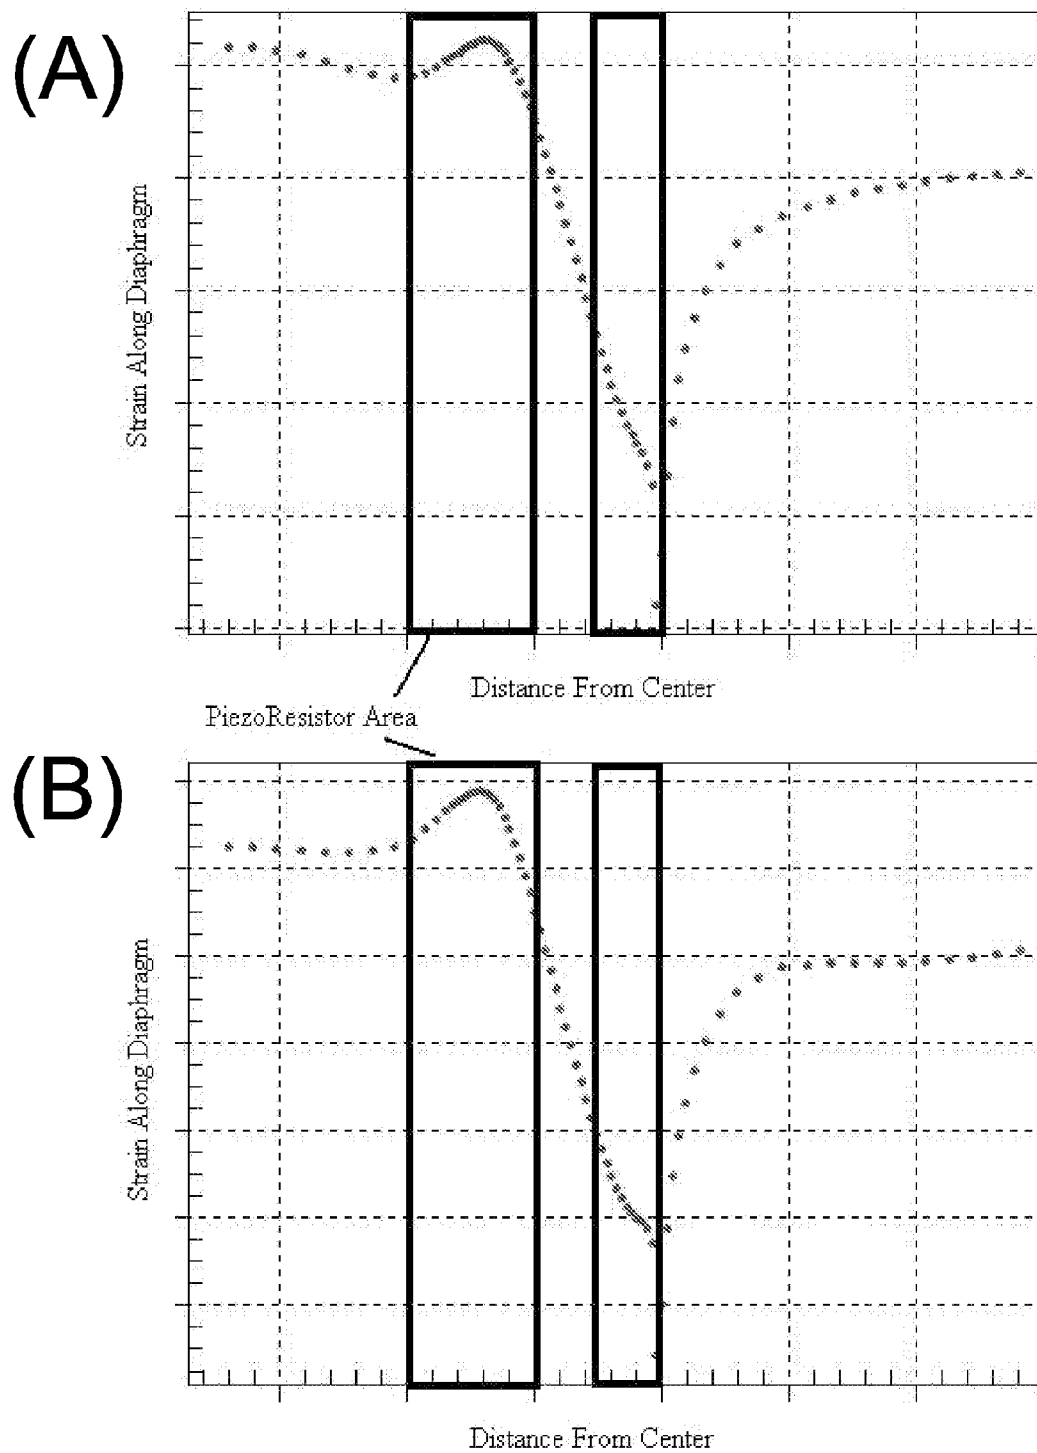 (A)
Strain Along Diaphragm
Distance From Center
PiezoResistor Area
(B)
Strain Along Diaphragm
Distance From Center